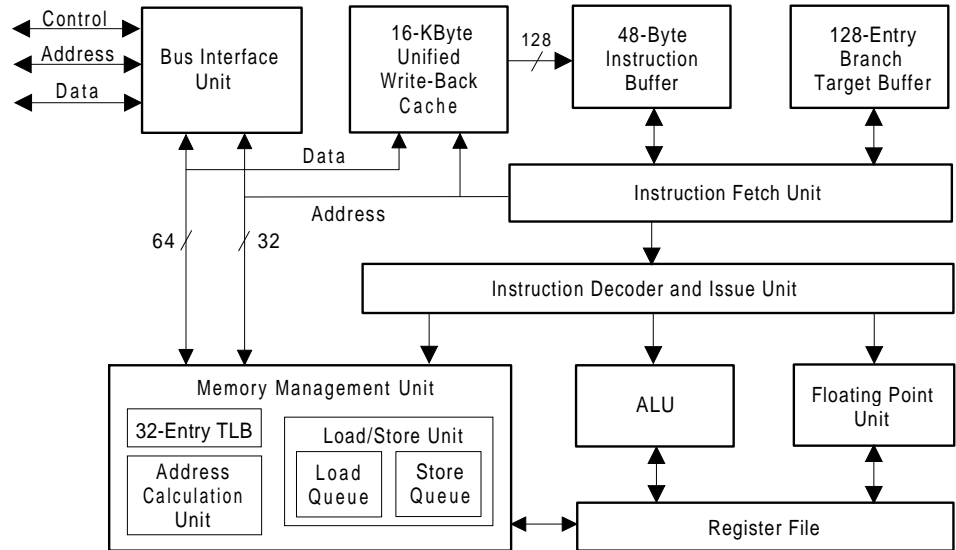 Control
Address
Data
Bus Interface
Unit
16-KByte
Unified
Write-Back
Cache
128
48-Byte
Instruction
Buffer
128-Entry
Branch
Target Buffer
Data
Address
Instruction Fetch Unit
64
32
Instruction Decoder and Issue Unit
Memory Management Unit
32-Entry TLB
Address
Calculation
Unit
Load/Store Unit
Load
Queue
Store
Queue
ALU
Floating Point
Unit
Register File